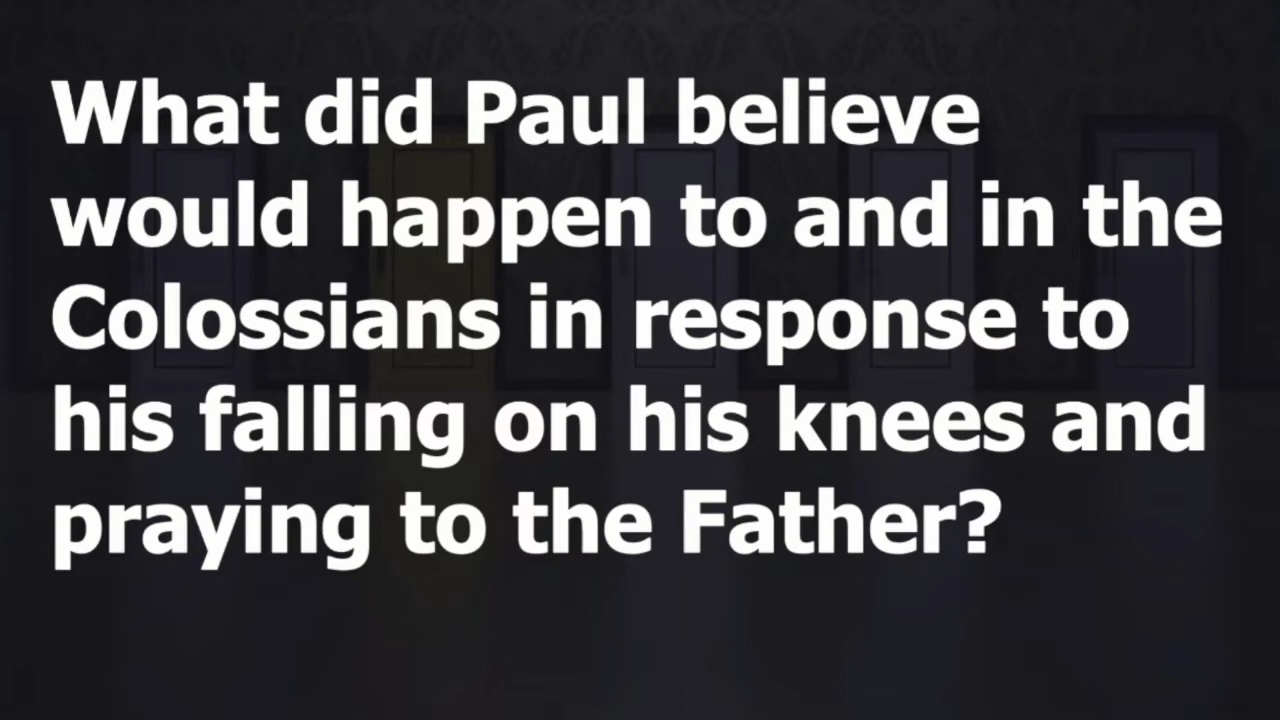 What did Paul believe
would happen to and in the
Colossians in response to
his falling on his knees and
praying to the Father?